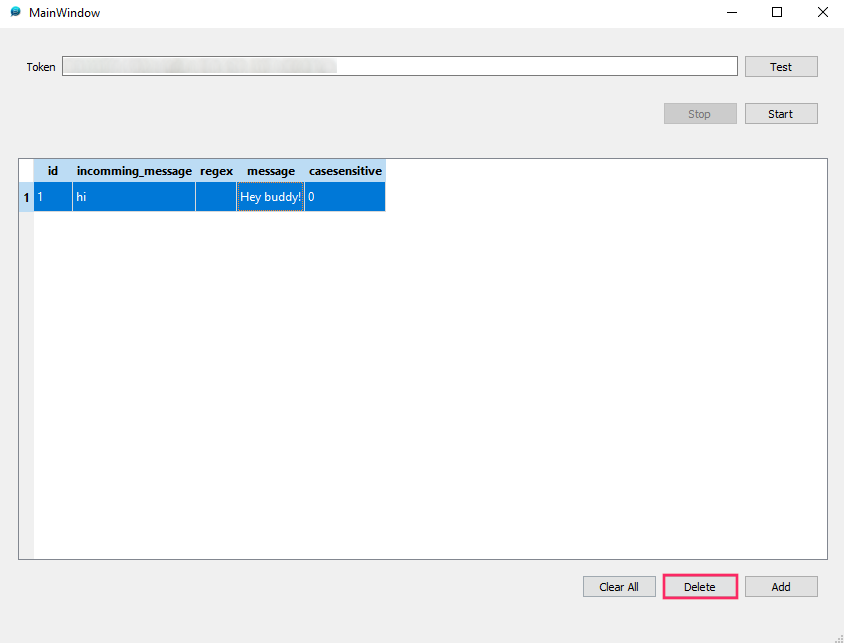 MainWindow
Token
Test
Stop
Start
id incomming_message regex message casesensitive
1 1 hi Hey buddy! 0
Clear All
Delete
Add